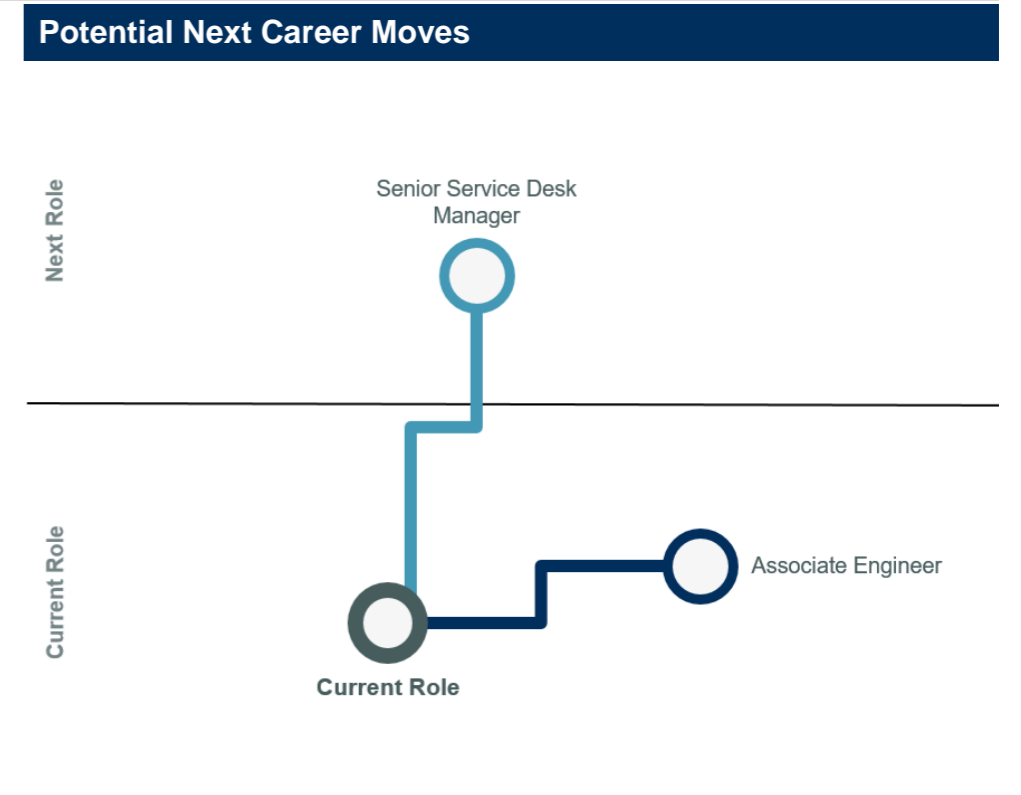 Potential Next Career Moves
Next Role
Senior Service Desk
Manager
Current Role
Associate Engineer
Current Role